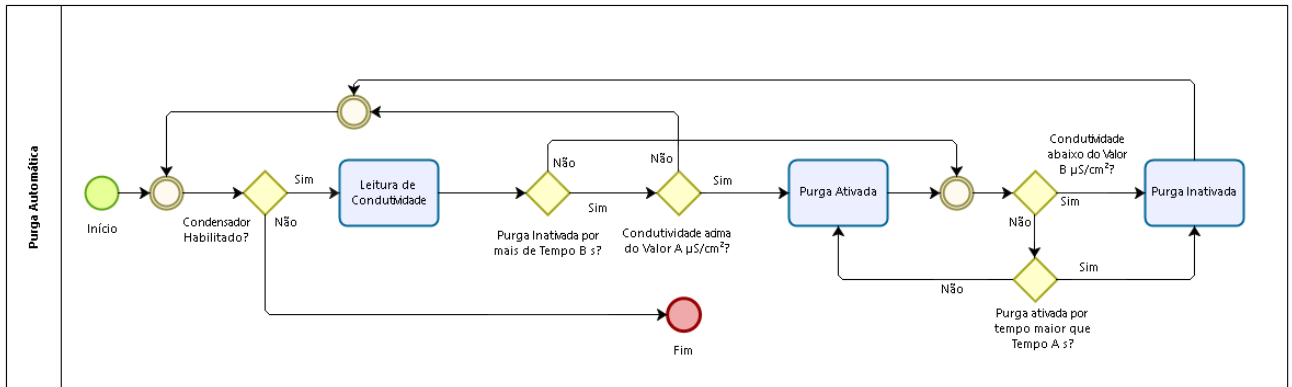 Purga Automática
Início
Condensador
Habilitado?
Sim
Não
Leitura de
Condutividade
Não
Sim
Purga Inativada por
mais de Tempo B s?
Não
Sim
Condutividade acima
do Valor A µS/cm²?
Fim
Purga Ativada
Condutividade
abaixo do Valor
B µS/cm²?
Sim
Não
Purga Inativada
Não
Sim
Purga ativada por
tempo maior que
Tempo A s?